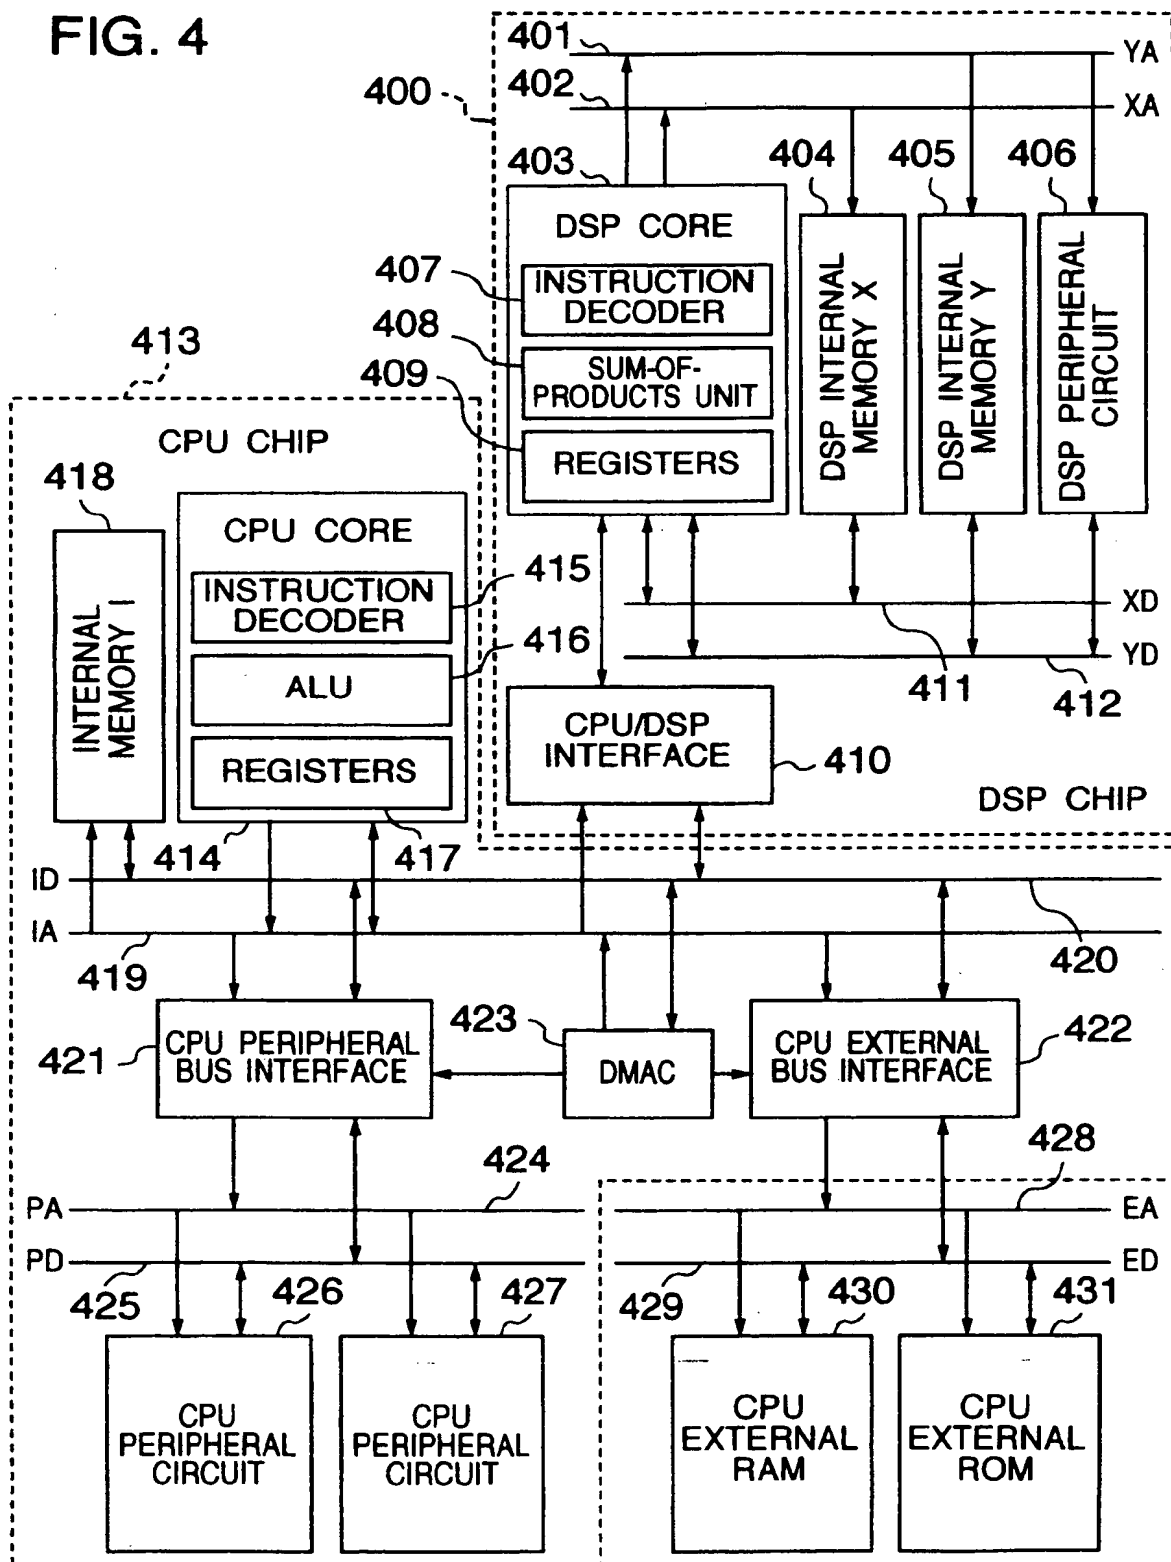 FIG. 4
401
YA
400
402
XA
403
404
405
406
DSP CORE
407
INSTRUCTION
DECODER
408
SUM-OF-
PRODUCTS UNIT
409
REGISTERS
DSP INTERNAL
MEMORY X
DSP INTERNAL
MEMORY Y
DSP PERIPHERAL
CIRCUIT
413
CPU CHIP
418
INTERNAL
MEMORY I
CPU CORE
INSTRUCTION
DECODER
415
ALU
416
REGISTERS
414
417
XD
YD
411
412
CPU/DSP
INTERFACE
410
DSP CHIP
ID
IA
419
420
421
CPU PERIPHERAL
BUS INTERFACE
423
DMAC
CPU EXTERNAL
BUS INTERFACE
422
424
428
PA
EA
PD
ED
425
426
427
429
430
431
CPU
PERIPHERAL
CIRCUIT
CPU
PERIPHERAL
CIRCUIT
CPU
EXTERNAL
RAM
CPU
EXTERNAL
ROM